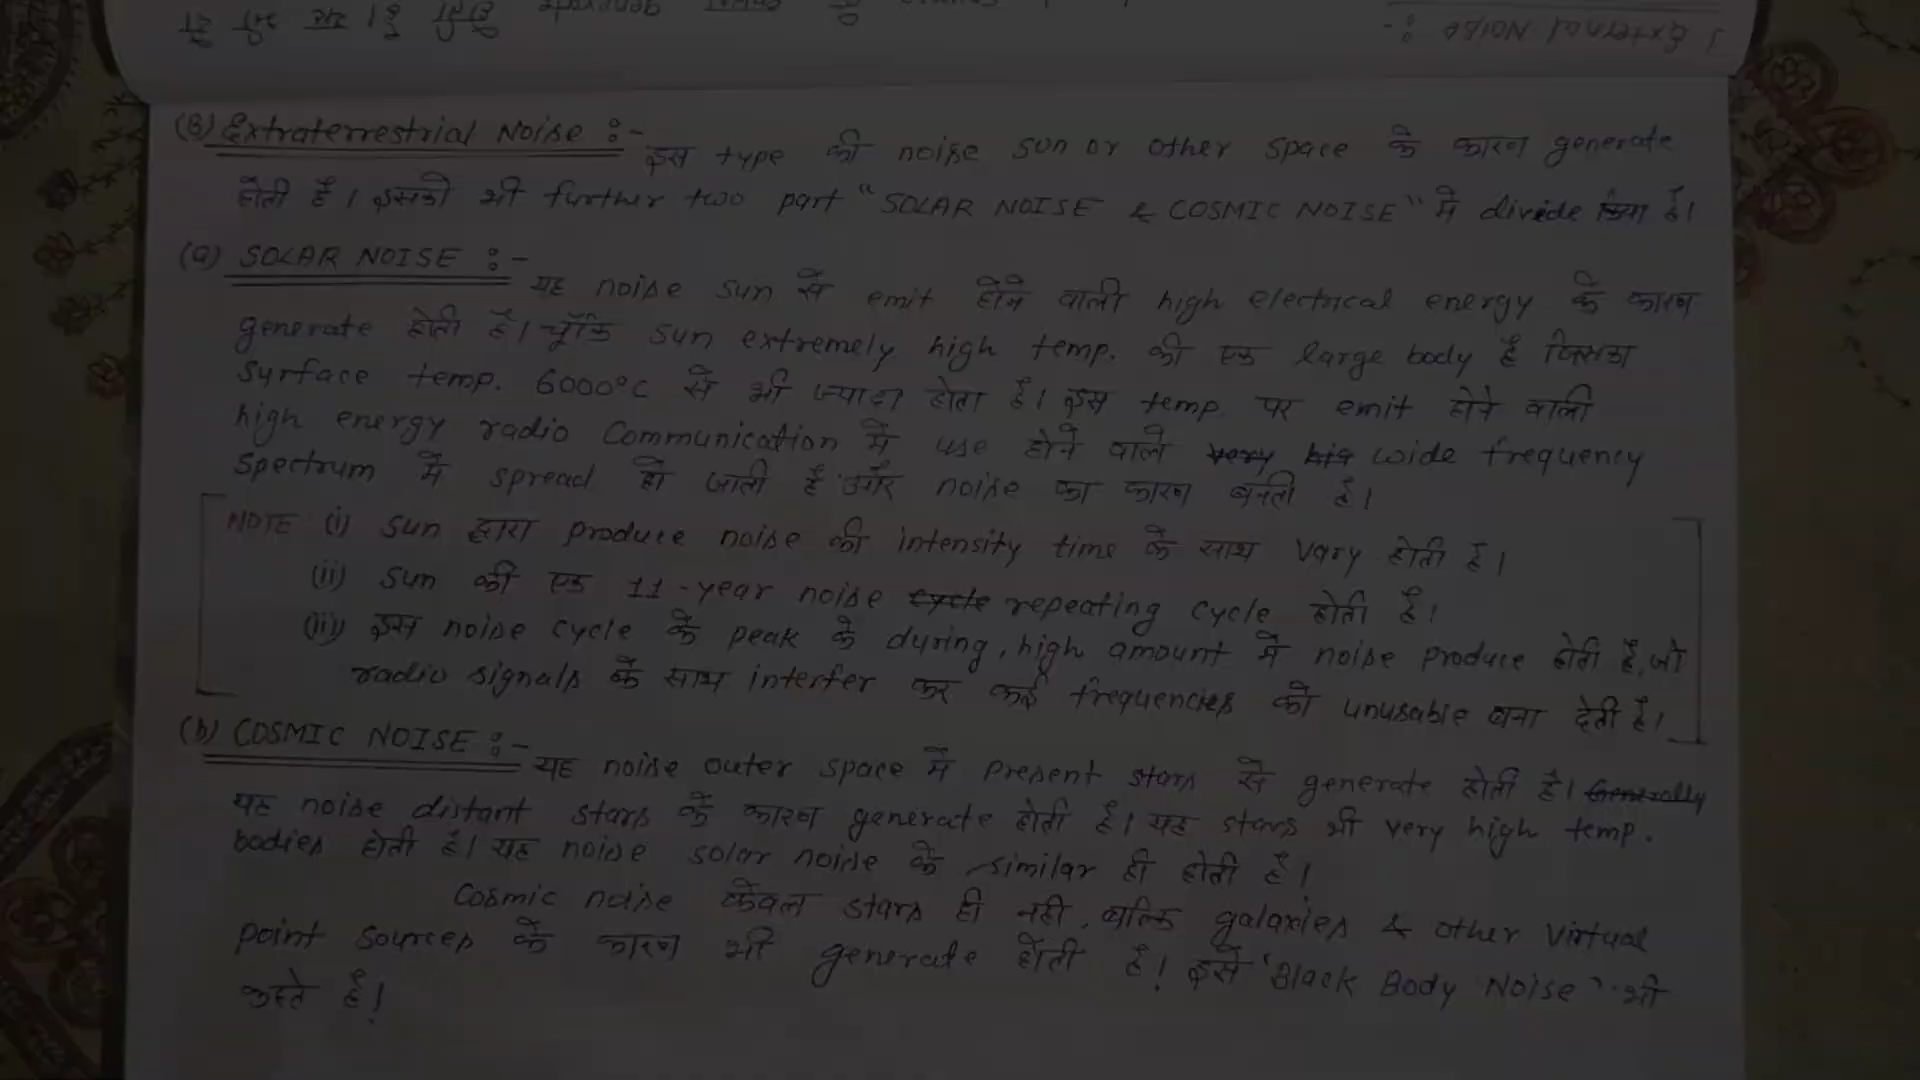 1 External Noise :-
(B) Extraterrestrial Noise :- इस type की noise sun or other space के कारण generate
होती है। इसको भी further two part "SOLAR NOISE & COSMIC NOISE" में divide किया है।
(a) SOLAR NOISE :- यह noise sun से emit होने वाली high electrical energy के कारण
generate होती है। चूँकि sun extremely high temp. की एक large body है जिसका
surface temp. 6000°C से भी ज्यादा होता है। इस temp. पर emit होने वाली
high energy radio communication में use होने वाले very hig wide frequency
spectrum में spread हो जाती है और noise का कारण बनती है।
NOTE (i) sun द्वारा produce noise की intensity time के साथ vary होती है।
(ii) sun की एक 11-year noise cycle repeating cycle होती है।
(iii) इस noise cycle के peak के during, high amount में noise produce होती है, जो
radio signals के साथ interfer कर कई frequencies को unusable बना देती है।
(b) COSMIC NOISE :- यह noise outer space में present stars से generate होती है। Generally
यह noise distant stars के कारण generate होती है। यह stars भी very high temp.
bodies होती है। यह noise solar noise के similar ही होती है।
Cosmic noise केवल stars ही नही, बल्कि galaxies & other virtual
point sources के कारण भी generate होती है! इसे 'Black Body Noise" भी
कहते है!